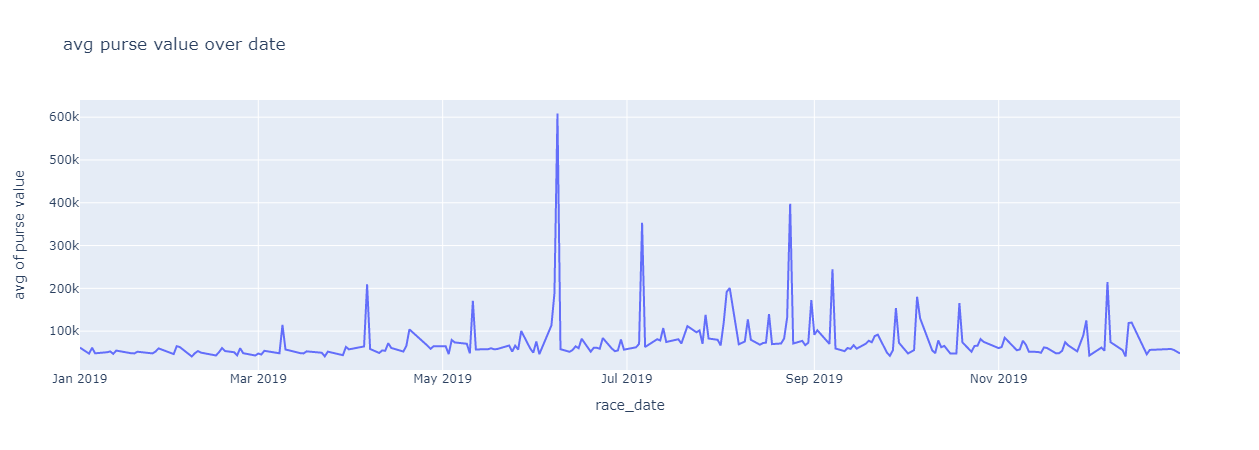 avg purse value over date
600k
500k
400k
300k
200k
100k
avg of purse value
Jan 2019
Mar 2019
May 2019
Jul 2019
Sep 2019
Nov 2019
race_date